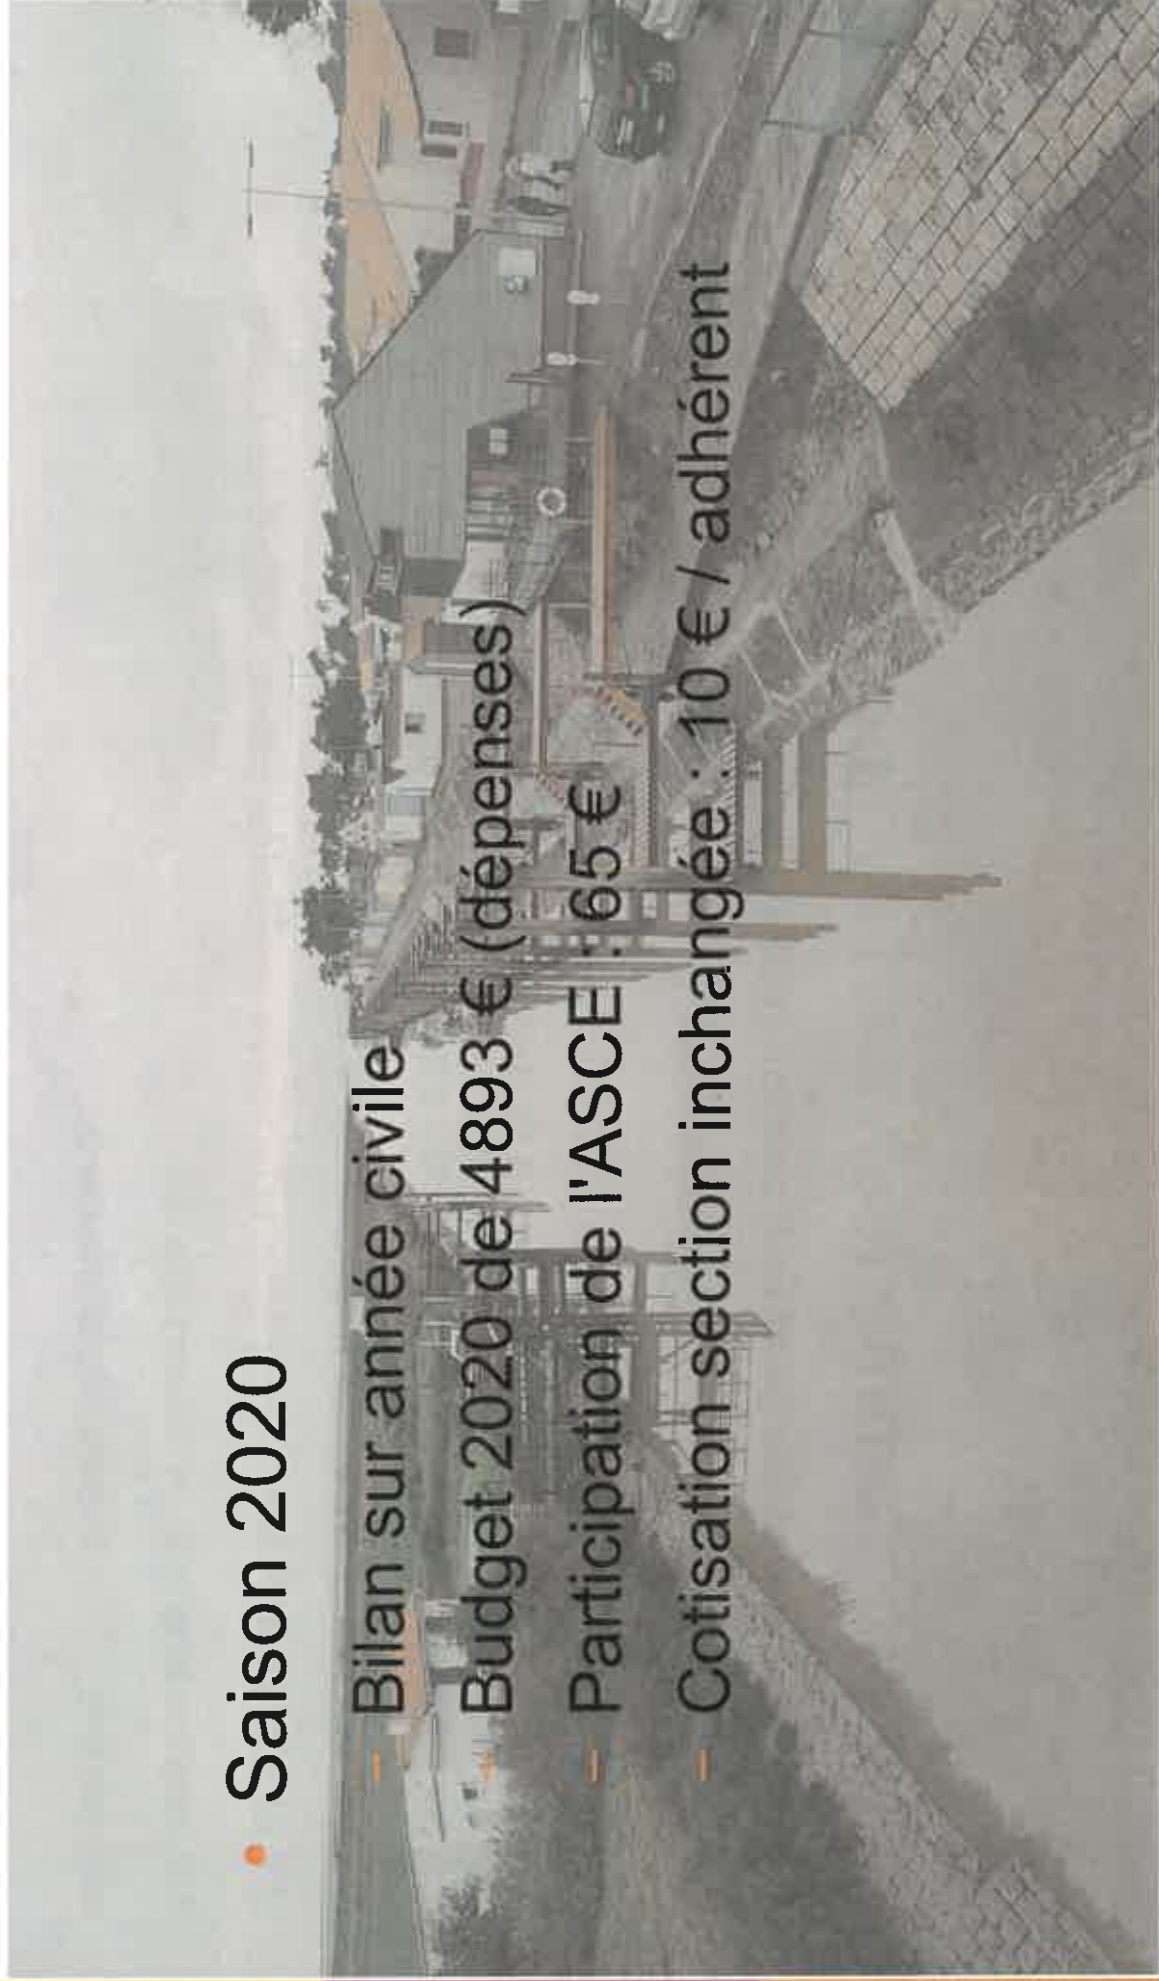 • Saison 2020
– Bilan sur année civile
– Budget 2020 de 4893 € (dépenses)
– Participation de l'ASCE : 65 €
– Cotisation section inchangée : 10 € / adhérent